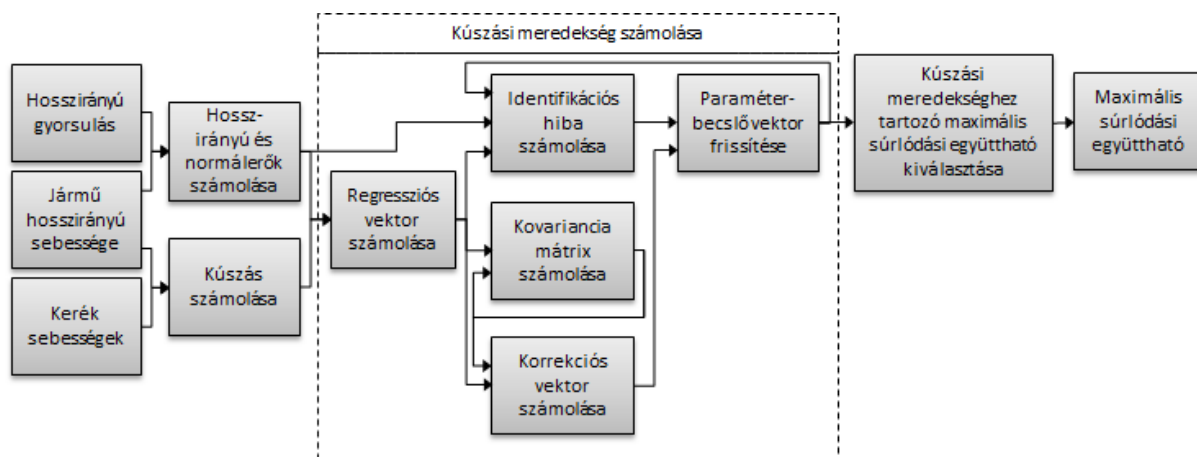 Kúszási meredekség számolása
Hosszirányú
gyorsulás
Jármű
hosszirányú
sebessége
Kerék
sebességek
Hossz-
irányú és
normálerők
számolása
Kúszás
számolása
Regressziós
vektor
számolása
Identifikációs
hiba
számolása
Kovariancia
mátrix
számolása
Korrekciós
vektor
számolása
Paraméter-
becslővektor
frissítése
Kúszási
meredekséghez
tartozó maximális
súrlódási együttható
kiválasztása
Maximális
súrlódási
együttható